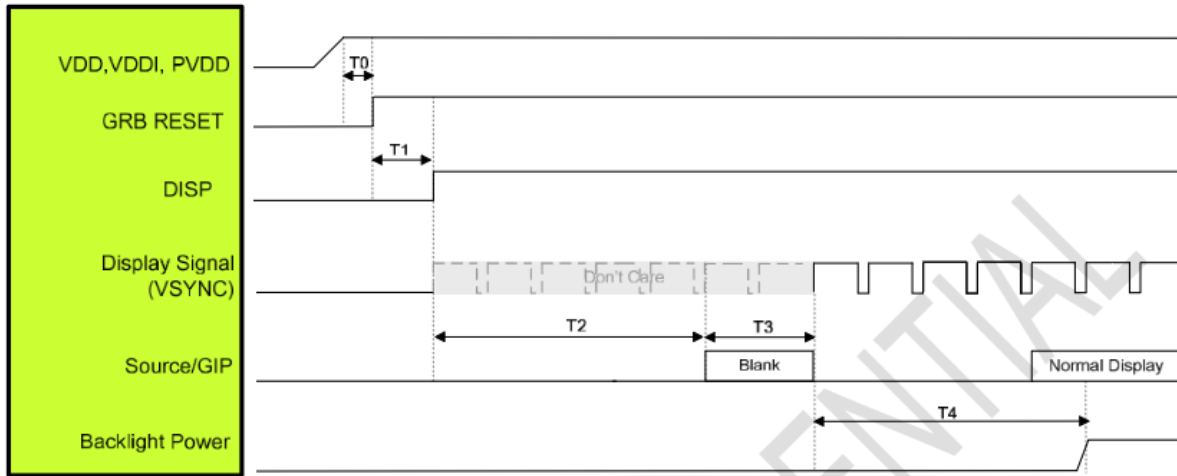 VDD,VDDI, PVDD
T0
GRB RESET
T1
DISP
Display Signal
(VSYNC)
Don't Care
T2
T3
Source/GIP
Blank
Normal Display
T4
Backlight Power
ENTIAL